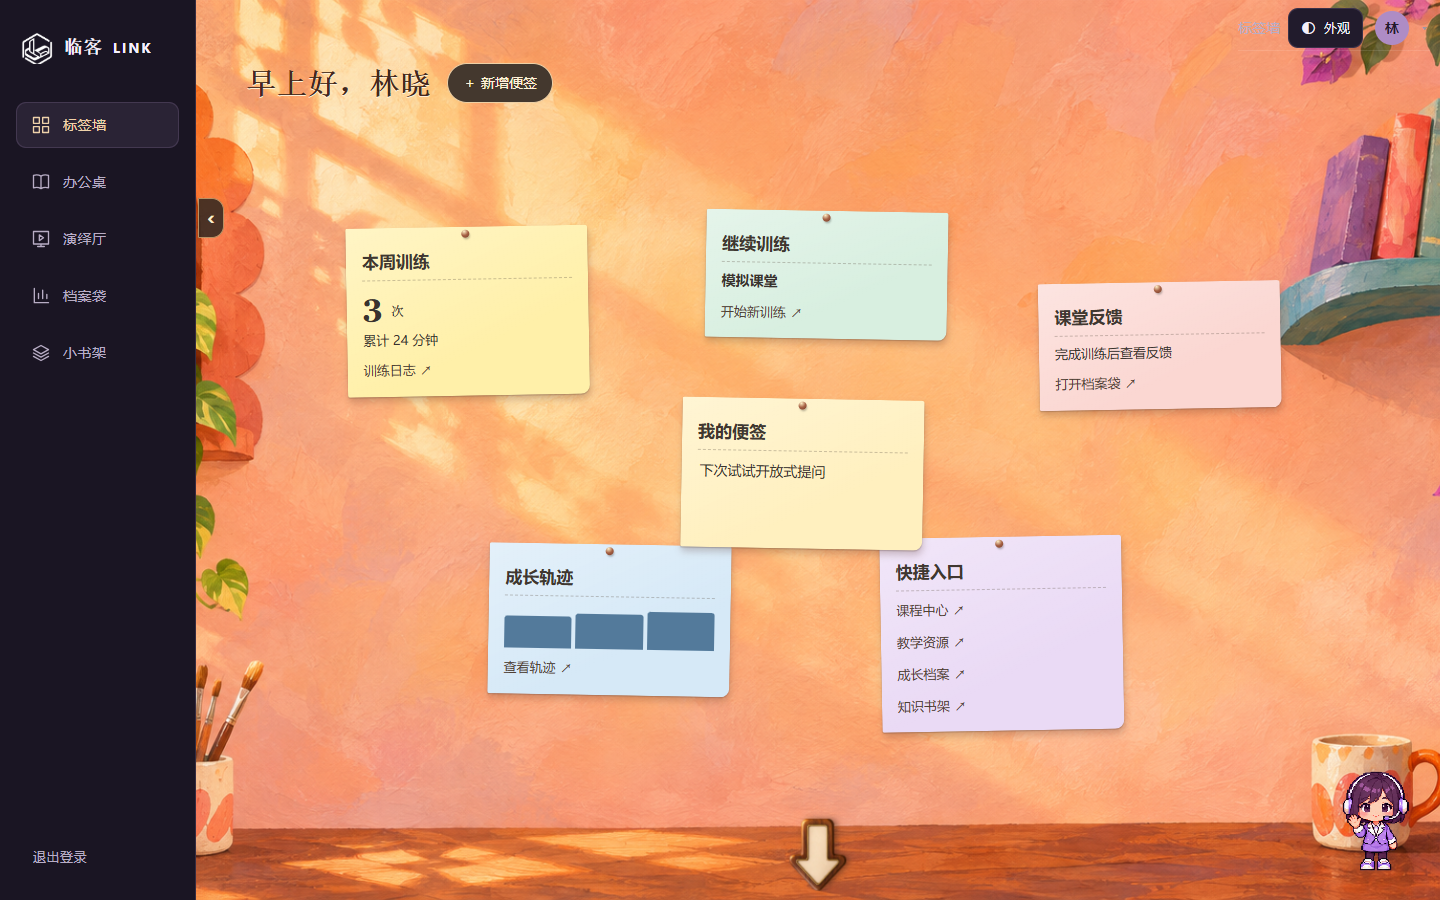 临客 LINK
标签墙
办公桌
演绎厅
档案袋
小书架
退出登录
标签墙
外观
林
早上好，林晓
+ 新增便签
本周训练
3 次
累计 24 分钟
训练日志 ↗
继续训练
模拟课堂
开始新训练 ↗
课堂反馈
完成训练后查看反馈
打开档案袋 ↗
我的便签
下次试试开放式提问
成长轨迹
查看轨迹 ↗
快捷入口
课程中心 ↗
教学资源 ↗
成长档案 ↗
知识书架 ↗